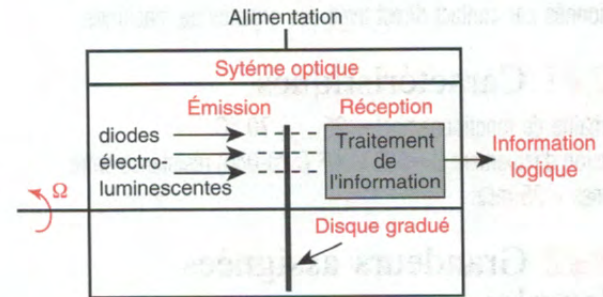 Alimentation
Sytéme optique
Émission
Réception
diodes
électro-
luminescentes
Traitement
de
l'information
Information
logique
Ω
Disque gradué